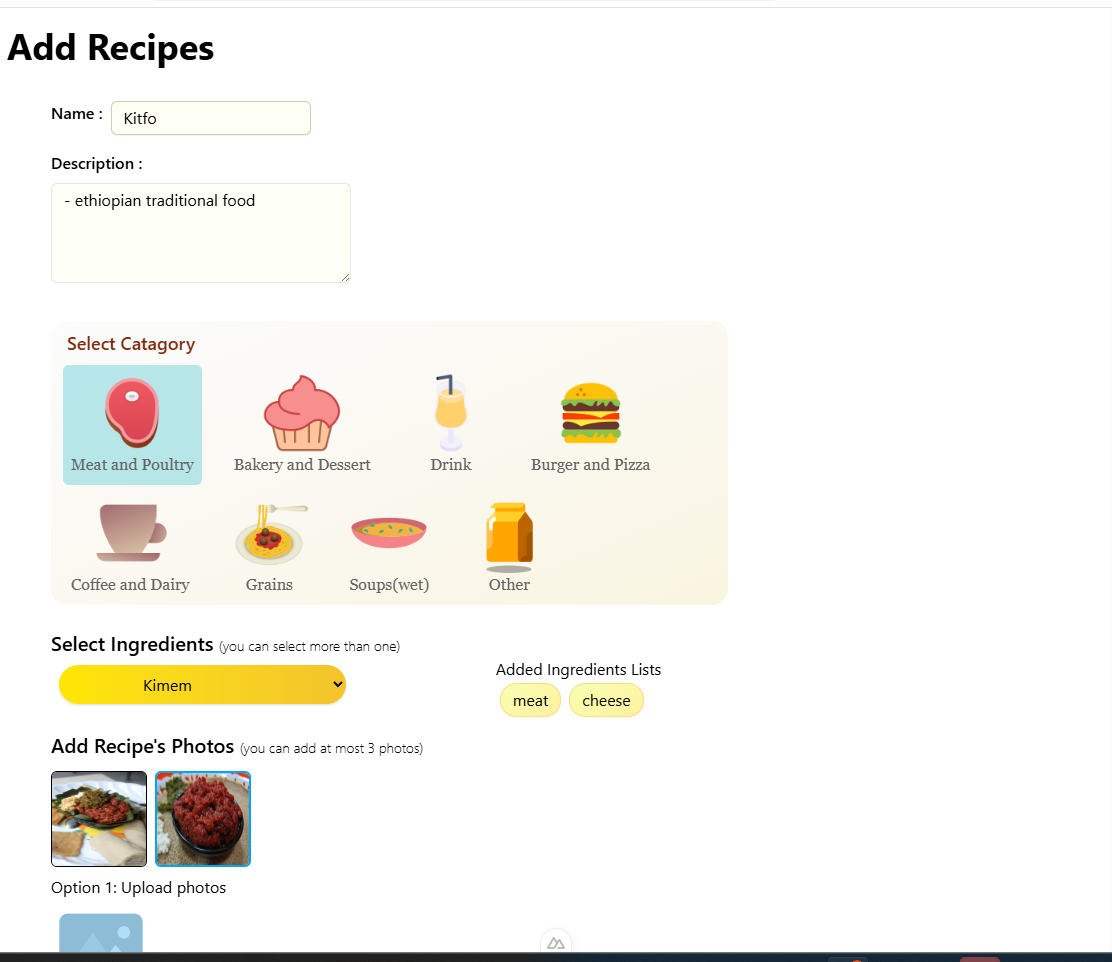 Add Recipes
Name : Kitfo
Description :
- ethiopian traditional food
Select Catagory
Meat and Poultry Bakery and Dessert Drink Burger and Pizza
Coffee and Dairy Grains Soups(wet) Other
Select Ingredients (you can select more than one)
Added Ingredients Lists
Kimem
meat cheese
Add Recipe's Photos (you can add at most 3 photos)
Option 1: Upload photos